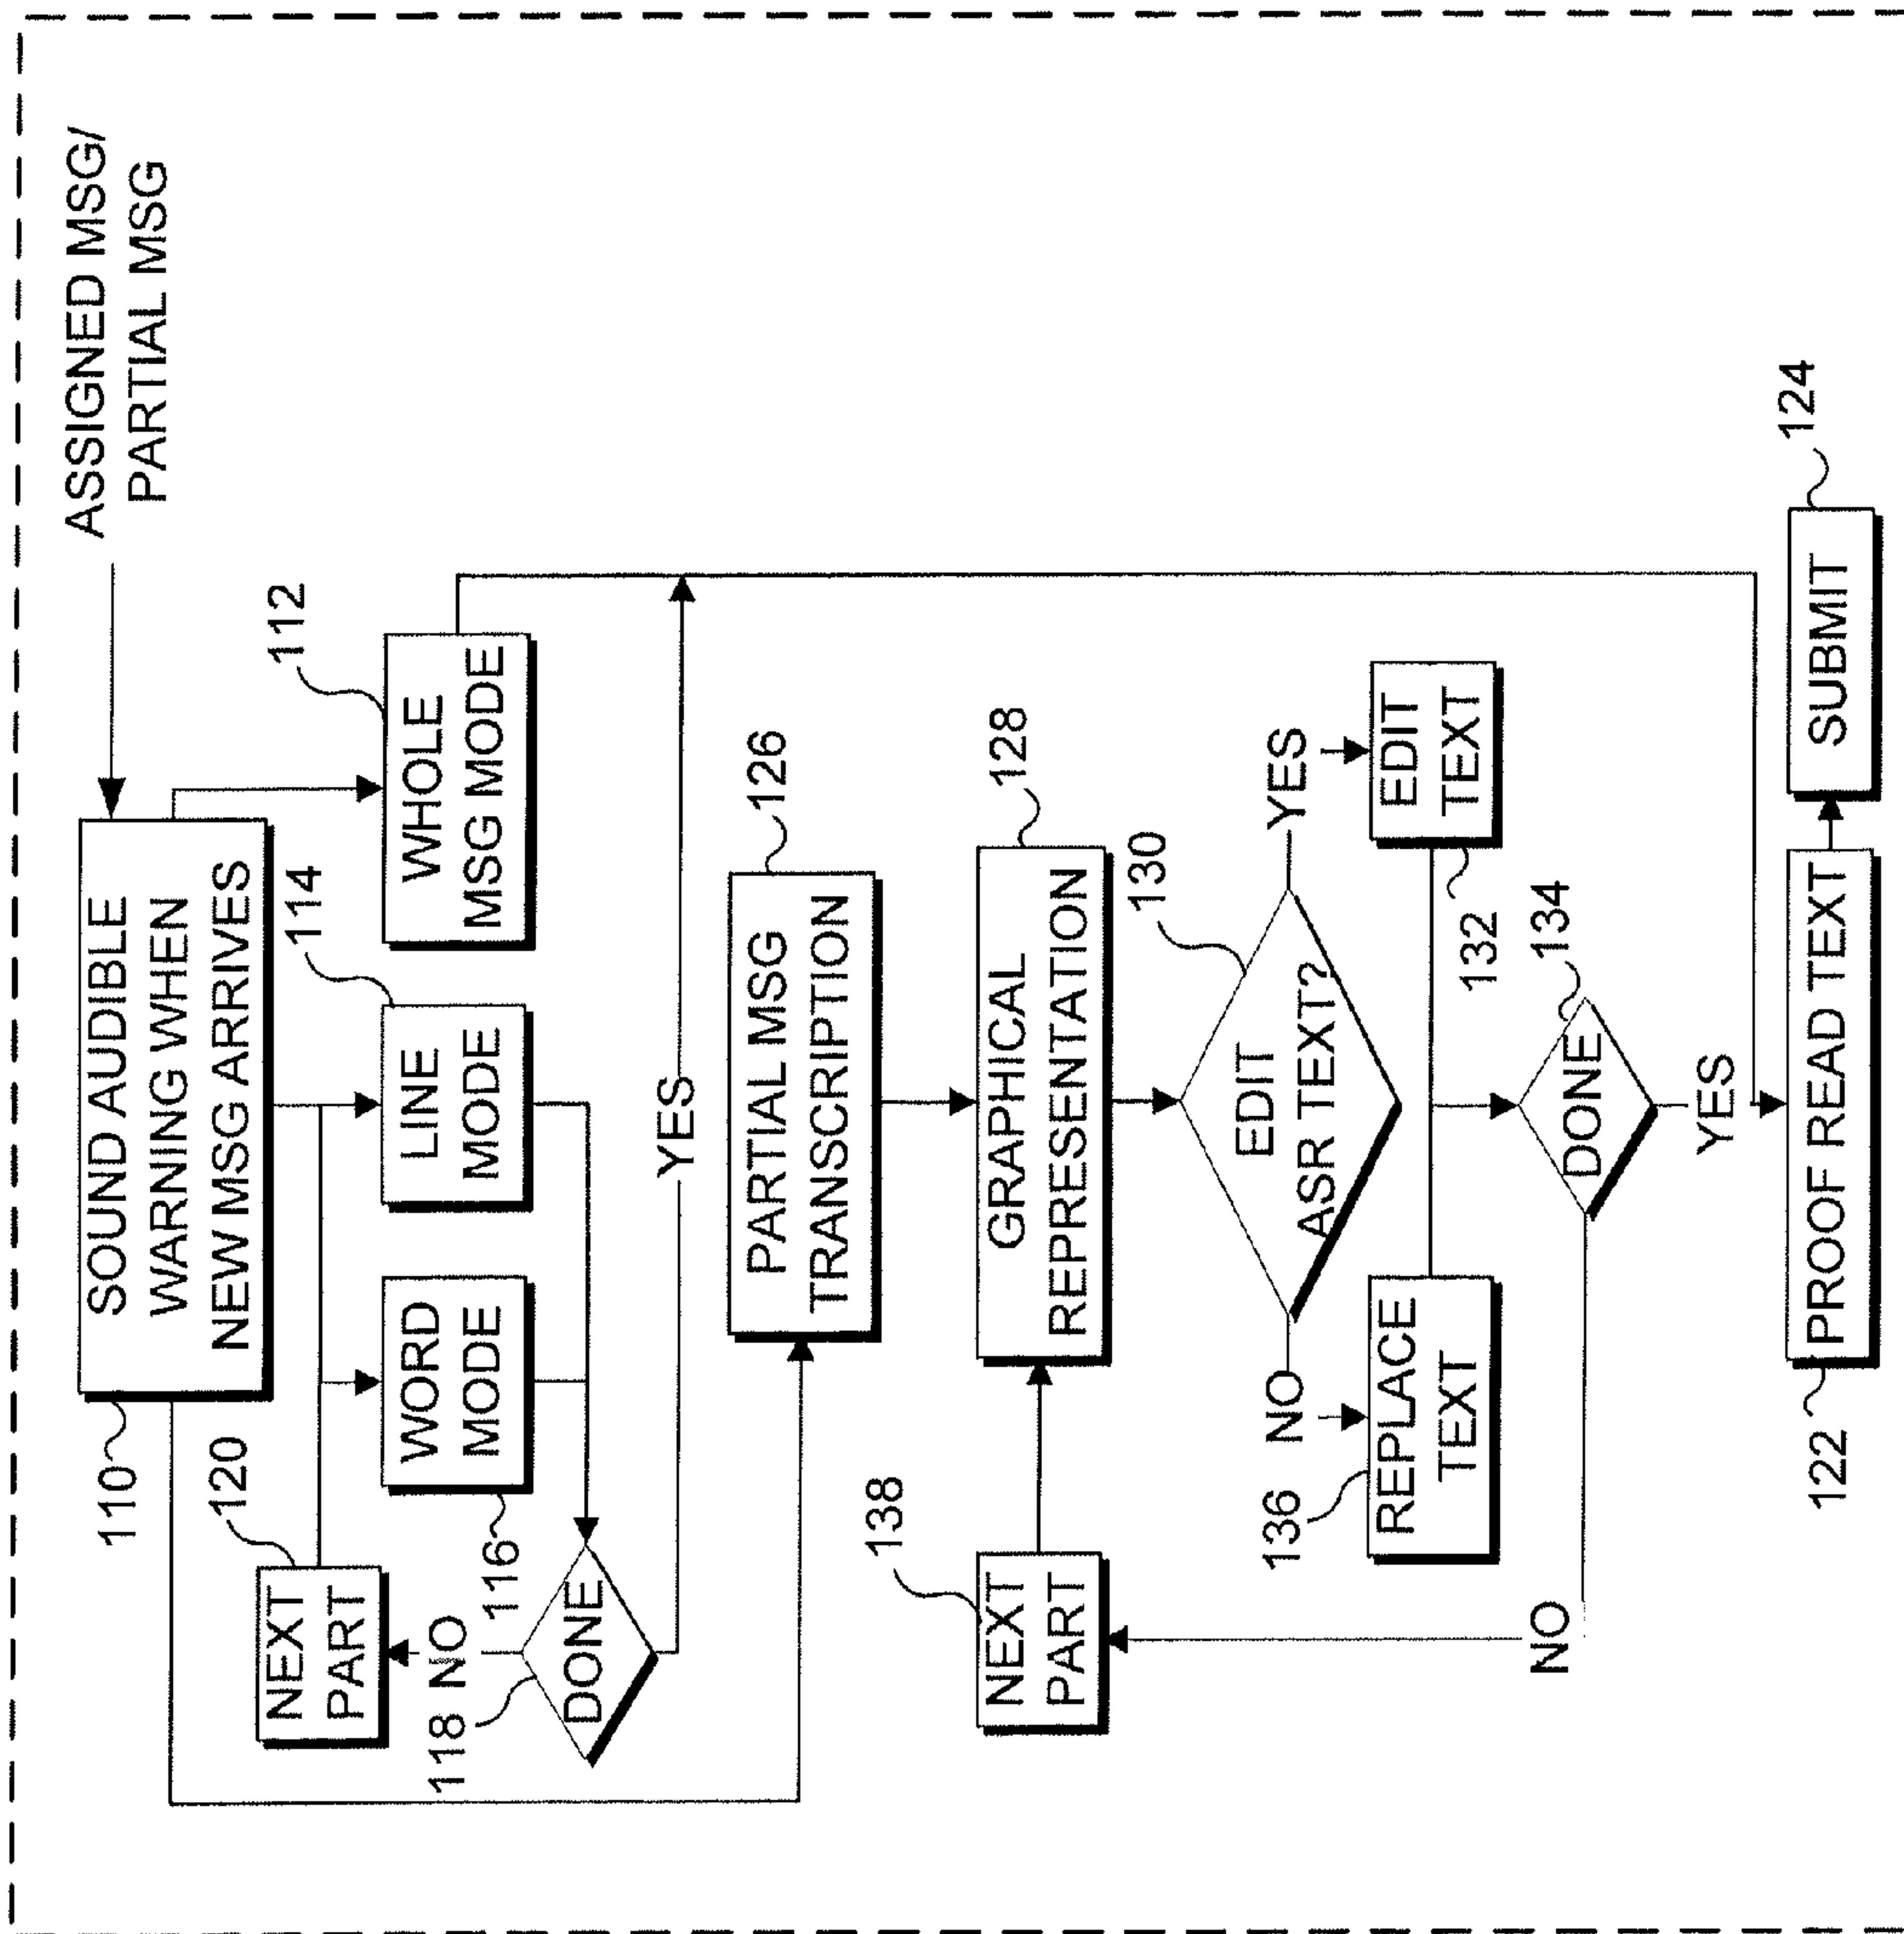 ASSIGNED MSG/
PARTIAL MSG
SOUND AUDIBLE
WARNING WHEN
NEW MSG ARRIVES
110
120
NEXT
PART
114
112
WORD
MODE
LINE
MODE
WHOLE
MSG MODE
116
118
NO
DONE
YES
126
PARTIAL MSG
TRANSCRIPTION
138
NEXT
PART
128
GRAPHICAL
REPRESENTATION
130
EDIT
ASR TEXT?
NO
YES
136
REPLACE
TEXT
EDIT
TEXT
132
134
DONE
NO
YES
122
PROOF READ TEXT
SUBMIT
124